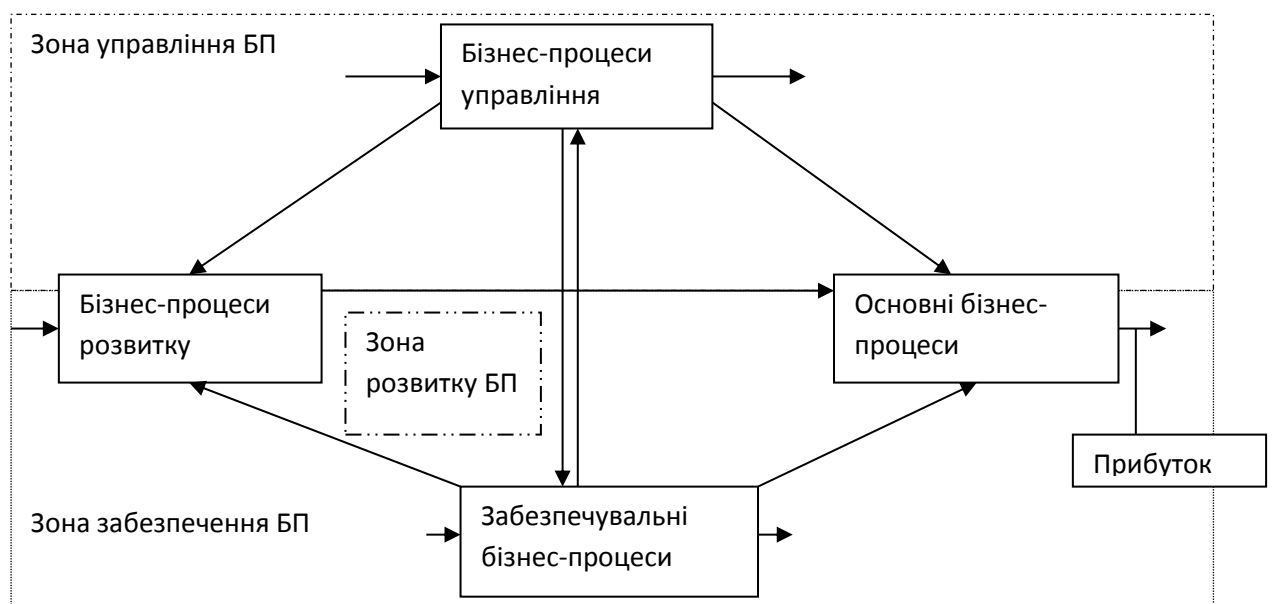 Зона управління БП
Бізнес-процеси
управління
Бізнес-процеси
розвитку
Зона
розвитку БП
Основні бізнес-
процеси
Прибуток
Зона забезпечення БП
Забезпечувальні
бізнес-процеси